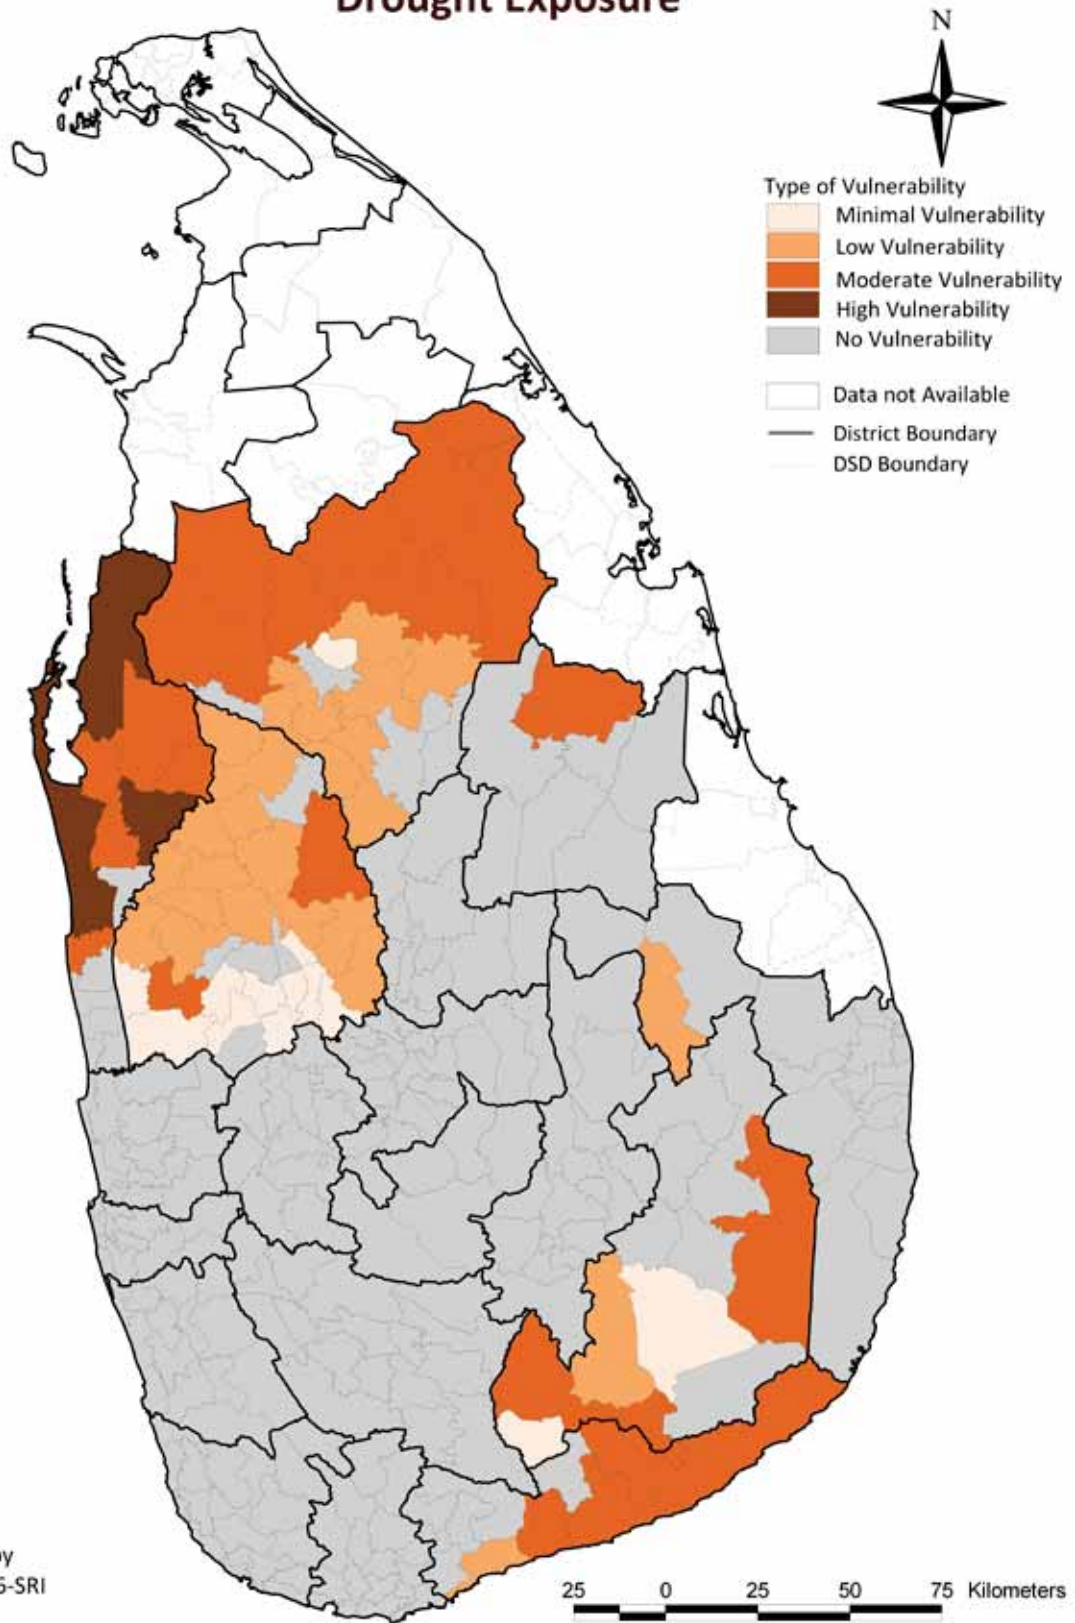 Drought Exposure
N
Type of Vulnerability
Minimal Vulnerability
Low Vulnerability
Moderate Vulnerability
High Vulnerability
No Vulnerability
Data not Available
District Boundary
DSD Boundary
-SRI
25 0 25 50 75 Kilometers